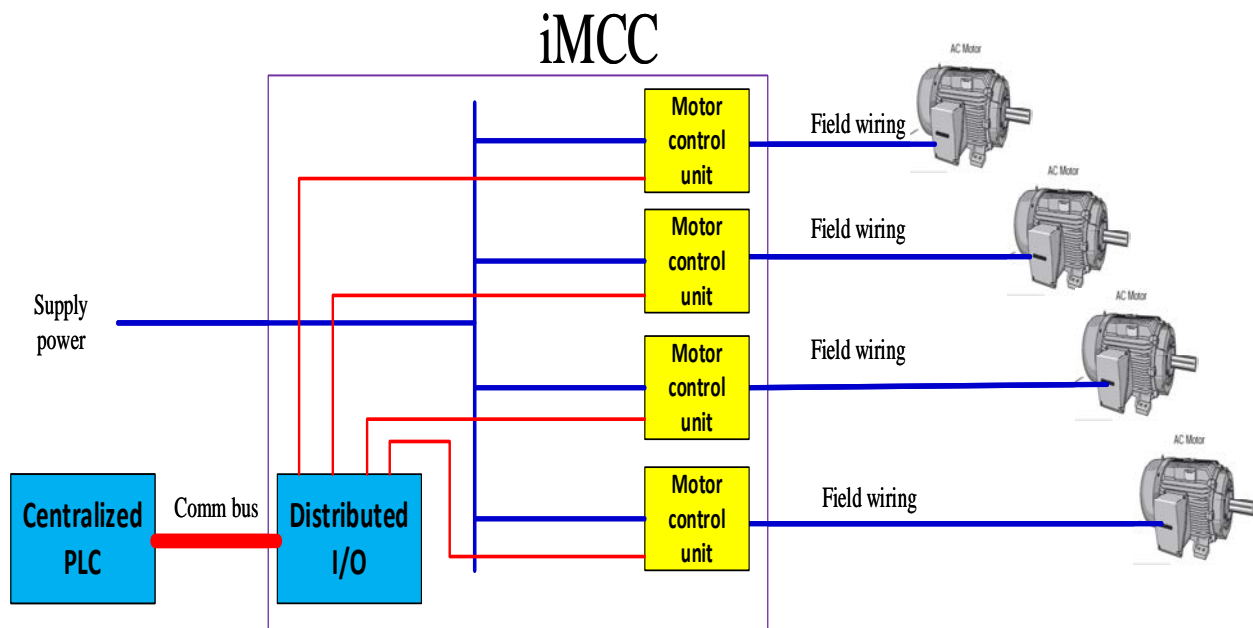 iMCC
AC Motor
Motor
control
unit
Field wiring
AC Motor
Motor
control
unit
Field wiring
AC Motor
Supply
power
Motor
control
unit
Field wiring
AC Motor
Motor
control
unit
Field wiring
Centralized
PLC
Comm bus
Distributed
I/O